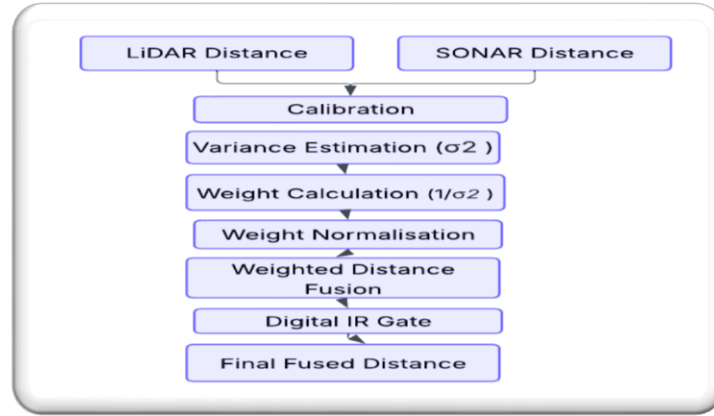 LiDAR Distance
SONAR Distance
Calibration
Variance Estimation (σ2 )
Weight Calculation (1/σ2 )
Weight Normalisation
Weighted Distance
Fusion
Digital IR Gate
Final Fused Distance